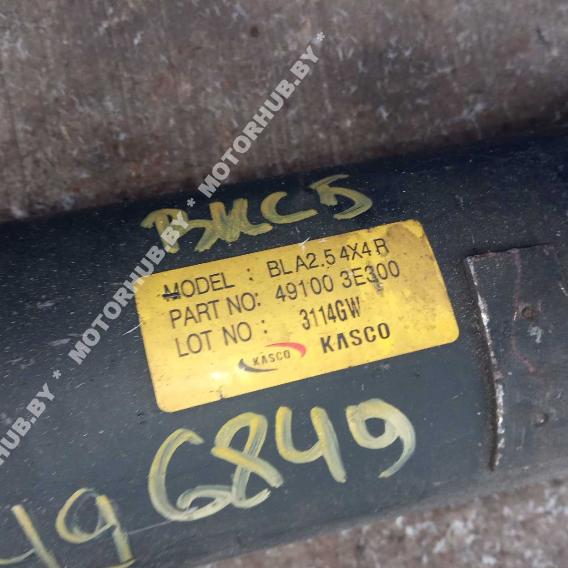 MOTORHUB.BY * MOTORHUB.BY * MOTORHUB.BY
MODEL : BLA2.5 4X4 R
PART NO: 49100 3E300
LOT NO : 3114GW
KASCO KASCO
496849